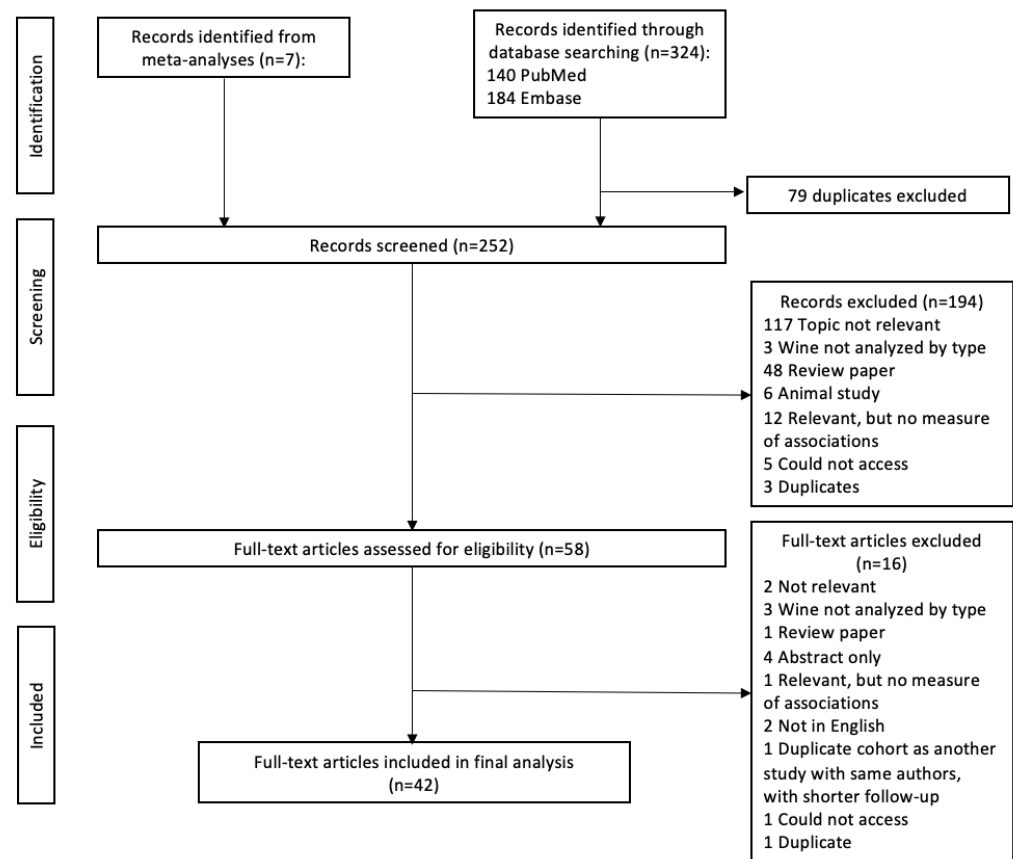 Identification
Records identified from
meta-analyses (n=7):
Records identified through
database searching (n=324):
140 PubMed
184 Embase
79 duplicates excluded
Screening
Records screened (n=252)
Records excluded (n=194)
117 Topic not relevant
3 Wine not analyzed by type
48 Review paper
6 Animal study
12 Relevant, but no measure
of associations
5 Could not access
3 Duplicates
Eligibility
Full-text articles assessed for eligibility (n=58)
Full-text articles excluded
(n=16)
2 Not relevant
3 Wine not analyzed by type
1 Review paper
4 Abstract only
1 Relevant, but no measure
of associations
2 Not in English
1 Duplicate cohort as another
study with same authors,
with shorter follow-up
1 Could not access
1 Duplicate
Included
Full-text articles included in final analysis
(n=42)